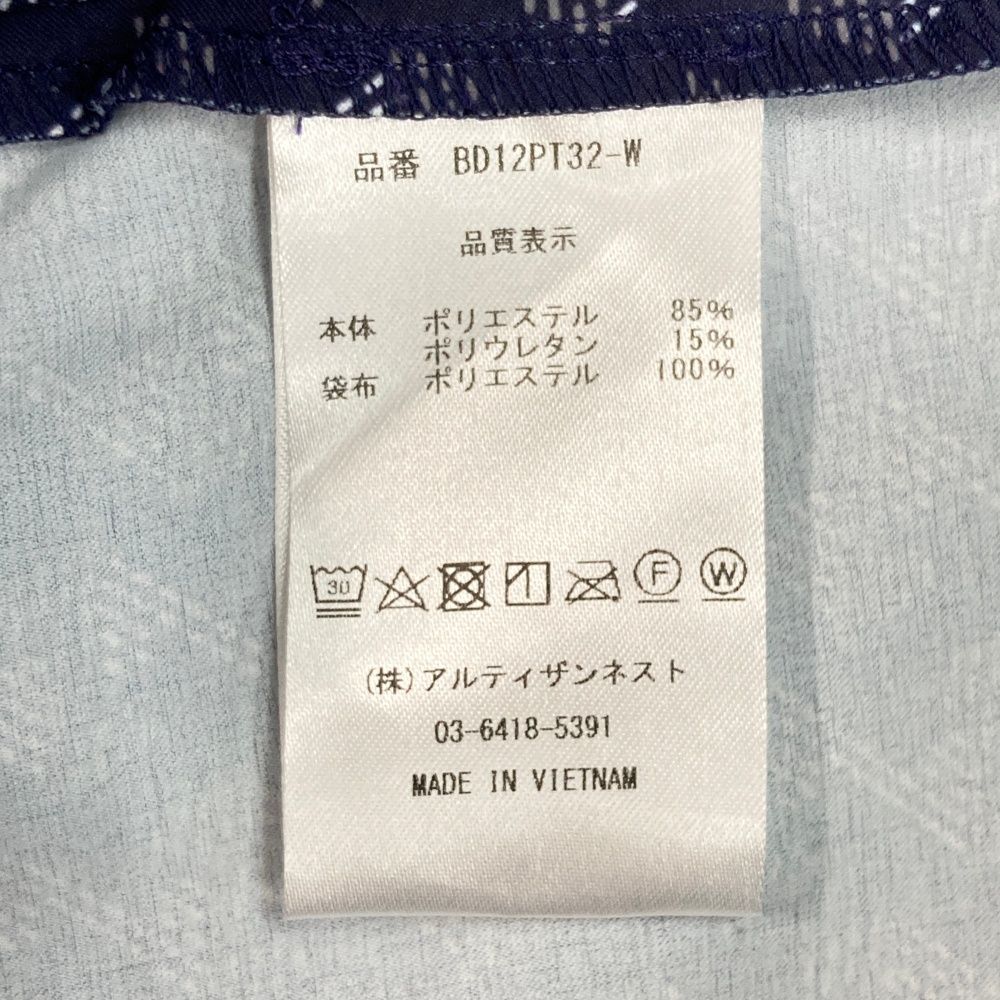 品番 BD12PT32-W
品質表示
本体 ポリエステル 85%
ポリウレタン 15%
袋布 ポリエステル 100%
30 F W
(株)アルティザンネスト
03-6418-5391
MADE IN VIETNAM